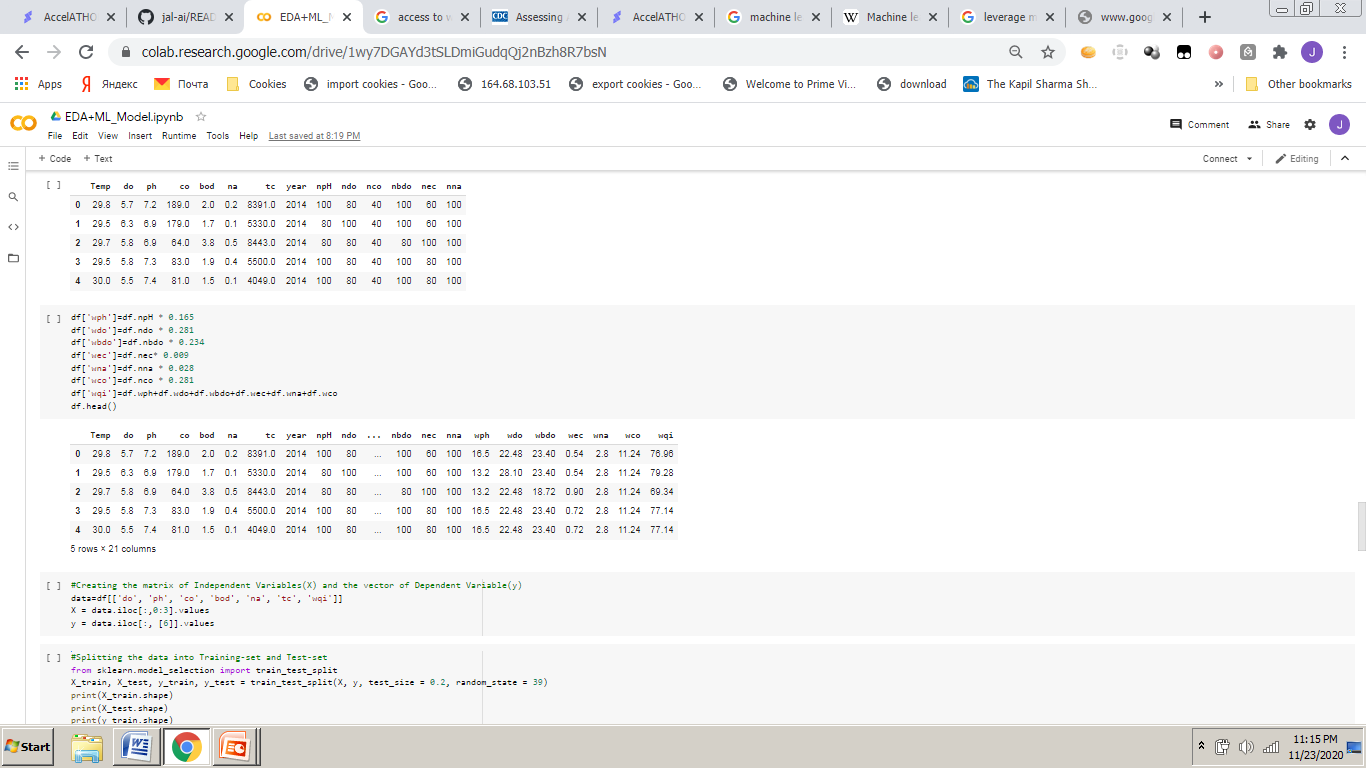 AccelATHO
jal-ai/READ
EDA+ML_M
access to w
Assessing
AccelATHO
machine le
Machine le
leverage m
www.goog
colab.research.google.com/drive/1wy7DGAYd3tSLDmiGudqQj2nBzh8R7bsN
J
Apps
Яндекс
Почта
Cookies
import cookies - Goo...
164.68.103.51
export cookies - Goo...
Welcome to Prime Vi...
download
The Kapil Sharma Sh...
»
Other bookmarks
EDA+ML_Model.ipynb
Comment
Share
J
File Edit View Insert Runtime Tools Help Last saved at 8:19 PM
+ Code + Text
Connect
Editing
[ ]
Temp do ph co bod na tc year npH ndo nco nbdo nec nna
0 29.8 5.7 7.2 189.0 2.0 0.2 8391.0 2014 100 80 40 100 60 100
1 29.5 6.3 6.9 179.0 1.7 0.1 5330.0 2014 80 100 40 100 60 100
2 29.7 5.8 6.9 64.0 3.8 0.5 8443.0 2014 80 80 40 80 100 100
3 29.5 5.8 7.3 83.0 1.9 0.4 5500.0 2014 100 80 40 100 80 100
4 30.0 5.5 7.4 81.0 1.5 0.1 4049.0 2014 100 80 40 100 80 100
[ ] df['wph']=df.npH * 0.165
df['wdo']=df.ndo * 0.281
df['wbdo']=df.nbdo * 0.234
df['wec']=df.nec* 0.009
df['wna']=df.nna * 0.028
df['wco']=df.nco * 0.281
df['wqi']=df.wph+df.wdo+df.wbdo+df.wec+df.wna+df.wco
df.head()
Temp do ph co bod na tc year npH ndo ... nbdo nec nna wph wdo wbdo wec wna wco wqi
0 29.8 5.7 7.2 189.0 2.0 0.2 8391.0 2014 100 80 ... 100 60 100 16.5 22.48 23.40 0.54 2.8 11.24 76.96
1 29.5 6.3 6.9 179.0 1.7 0.1 5330.0 2014 80 100 ... 100 60 100 13.2 28.10 23.40 0.54 2.8 11.24 79.28
2 29.7 5.8 6.9 64.0 3.8 0.5 8443.0 2014 80 80 ... 80 100 100 13.2 22.48 18.72 0.90 2.8 11.24 69.34
3 29.5 5.8 7.3 83.0 1.9 0.4 5500.0 2014 100 80 ... 100 80 100 16.5 22.48 23.40 0.72 2.8 11.24 77.14
4 30.0 5.5 7.4 81.0 1.5 0.1 4049.0 2014 100 80 ... 100 80 100 16.5 22.48 23.40 0.72 2.8 11.24 77.14
5 rows × 21 columns
[ ] #Creating the matrix of Independent Variables(X) and the vector of Dependent Variable(y)
data=df[['do', 'ph', 'co', 'bod', 'na', 'tc', 'wqi']]
X = data.iloc[:,0:3].values
y = data.iloc[:, [6]].values
[ ] #Splitting the data into Training-set and Test-set
from sklearn.model_selection import train_test_split
X_train, X_test, y_train, y_test = train_test_split(X, y, test_size = 0.2, random_state = 39)
print(X_train.shape)
print(X_test.shape)
print(y_train.shape)
Start
11:15 PM
11/23/2020